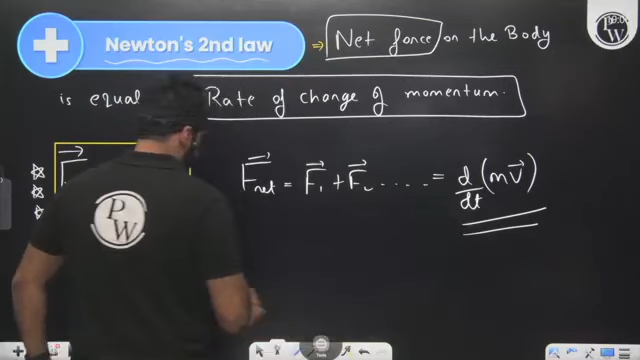 Newton's 2nd law ⇒ Net force on the Body
is equal Rate of change of momentum.
F⃗
F⃗net = F⃗1 + F⃗2 ..... = d/dt (mv⃗)
P
W
Tools